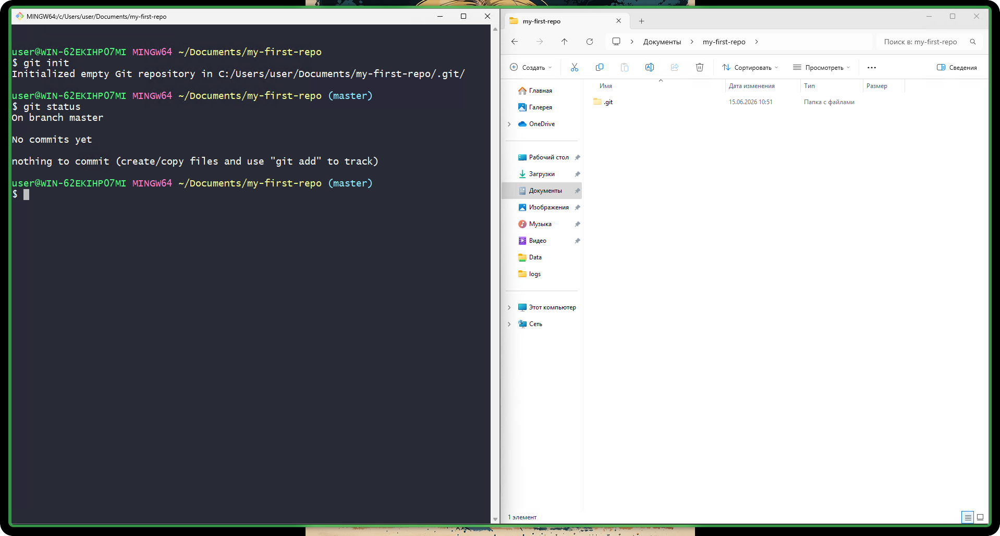 MINGW64:/c/Users/user/Documents/my-first-repo
user@WIN-62EKIHPO7MI MINGW64 ~/Documents/my-first-repo
$ git init
Initialized empty Git repository in C:/Users/user/Documents/my-first-repo/.git/
user@WIN-62EKIHPO7MI MINGW64 ~/Documents/my-first-repo (master)
$ git status
On branch master
No commits yet
nothing to commit (create/copy files and use "git add" to track)
user@WIN-62EKIHPO7MI MINGW64 ~/Documents/my-first-repo (master)
$
my-first-repo
Документы > my-first-repo >
Поиск в: my-first-repo
Создать
Сортировать
Просмотреть
Сведения
Имя
Дата изменения
Тип
Размер
.git
15.06.2026 10:51
Папка с файлами
Главная
Галерея
OneDrive
Рабочий стол
Загрузки
Документы
Изображения
Музыка
Видео
Data
logs
Этот компьютер
Сеть
1 элемент